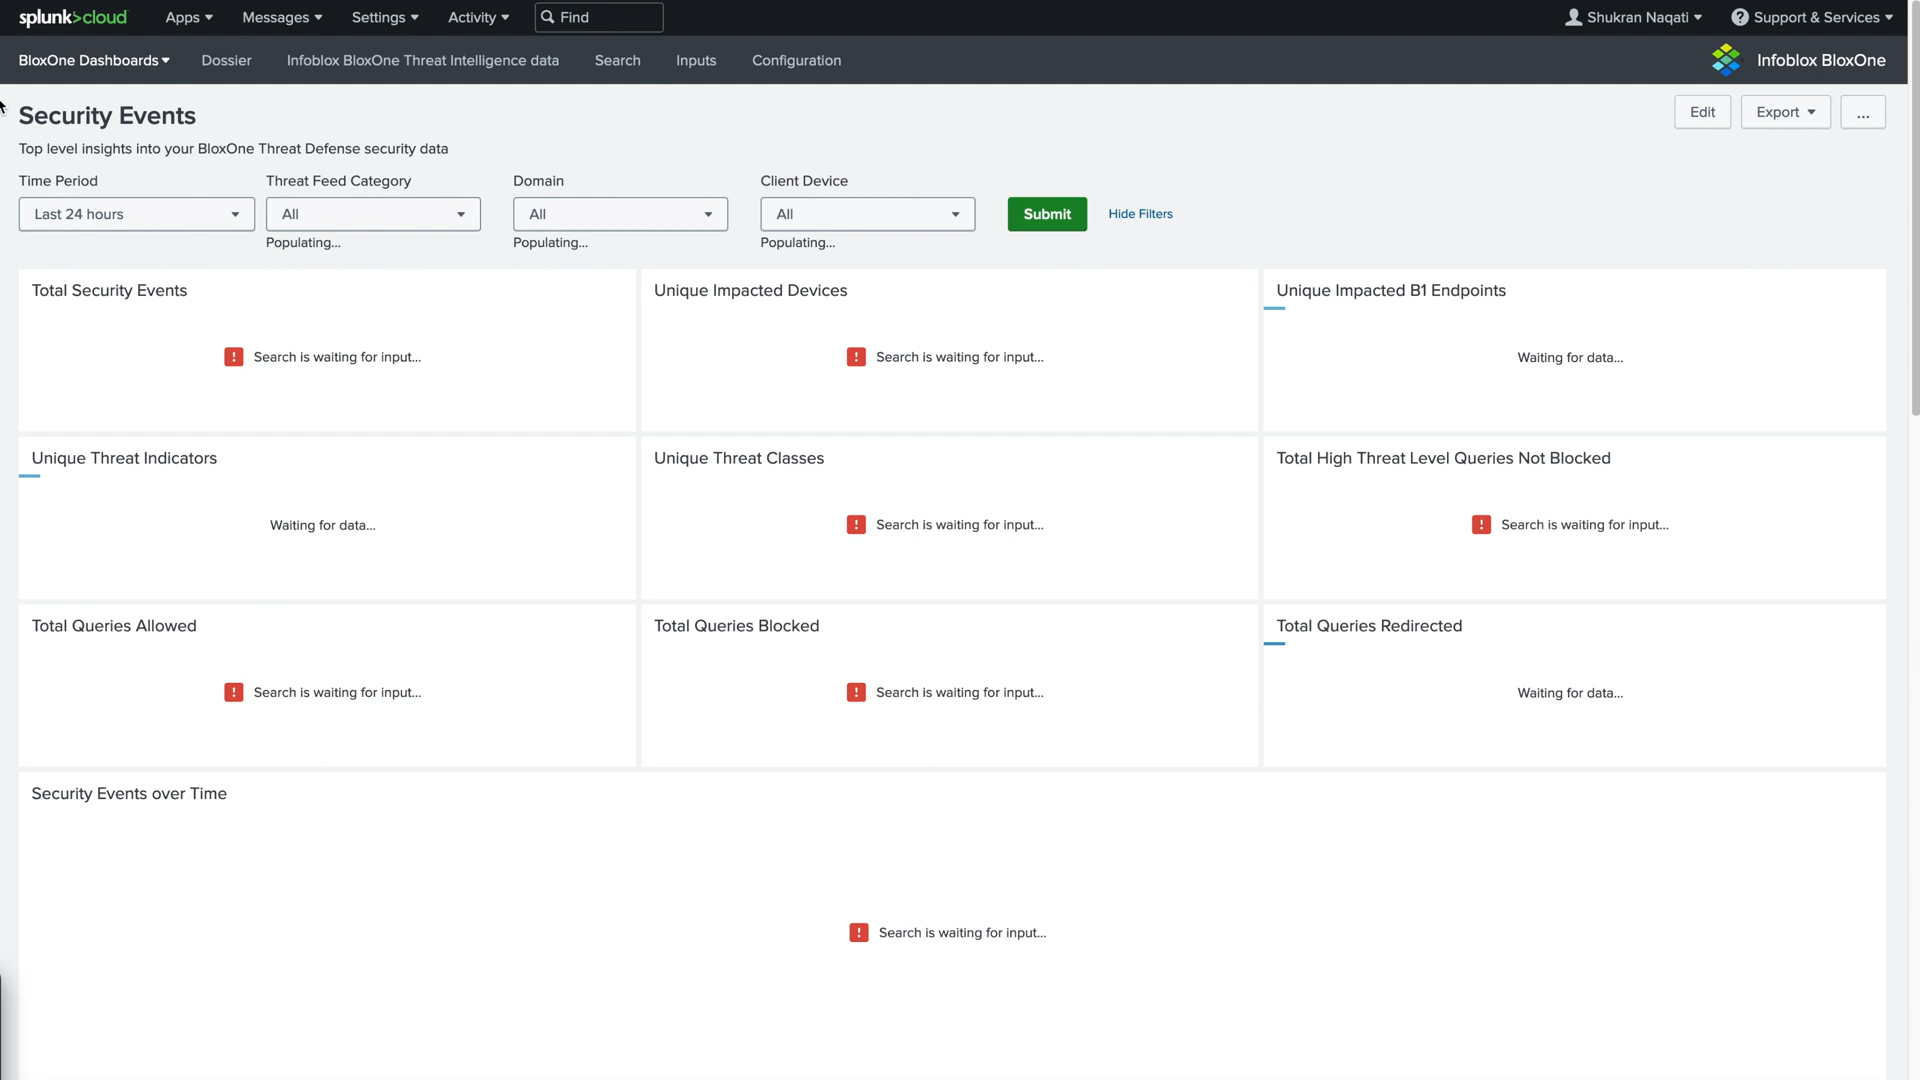 splunk>cloud Apps Messages Settings Activity Find Shukran Naqati ? Support & Services
BloxOne Dashboards Dossier Infoblox BloxOne Threat Intelligence data Search Inputs Configuration Infoblox BloxOne
Security Events Edit Export ...
Top level insights into your BloxOne Threat Defense security data
Time Period Threat Feed Category Domain Client Device
Last 24 hours All All All Submit Hide Filters
Populating... Populating... Populating...
Total Security Events Unique Impacted Devices Unique Impacted B1 Endpoints
! Search is waiting for input... ! Search is waiting for input... Waiting for data...
Unique Threat Indicators Unique Threat Classes Total High Threat Level Queries Not Blocked
Waiting for data... ! Search is waiting for input... ! Search is waiting for input...
Total Queries Allowed Total Queries Blocked Total Queries Redirected
! Search is waiting for input... ! Search is waiting for input... Waiting for data...
Security Events over Time
! Search is waiting for input...